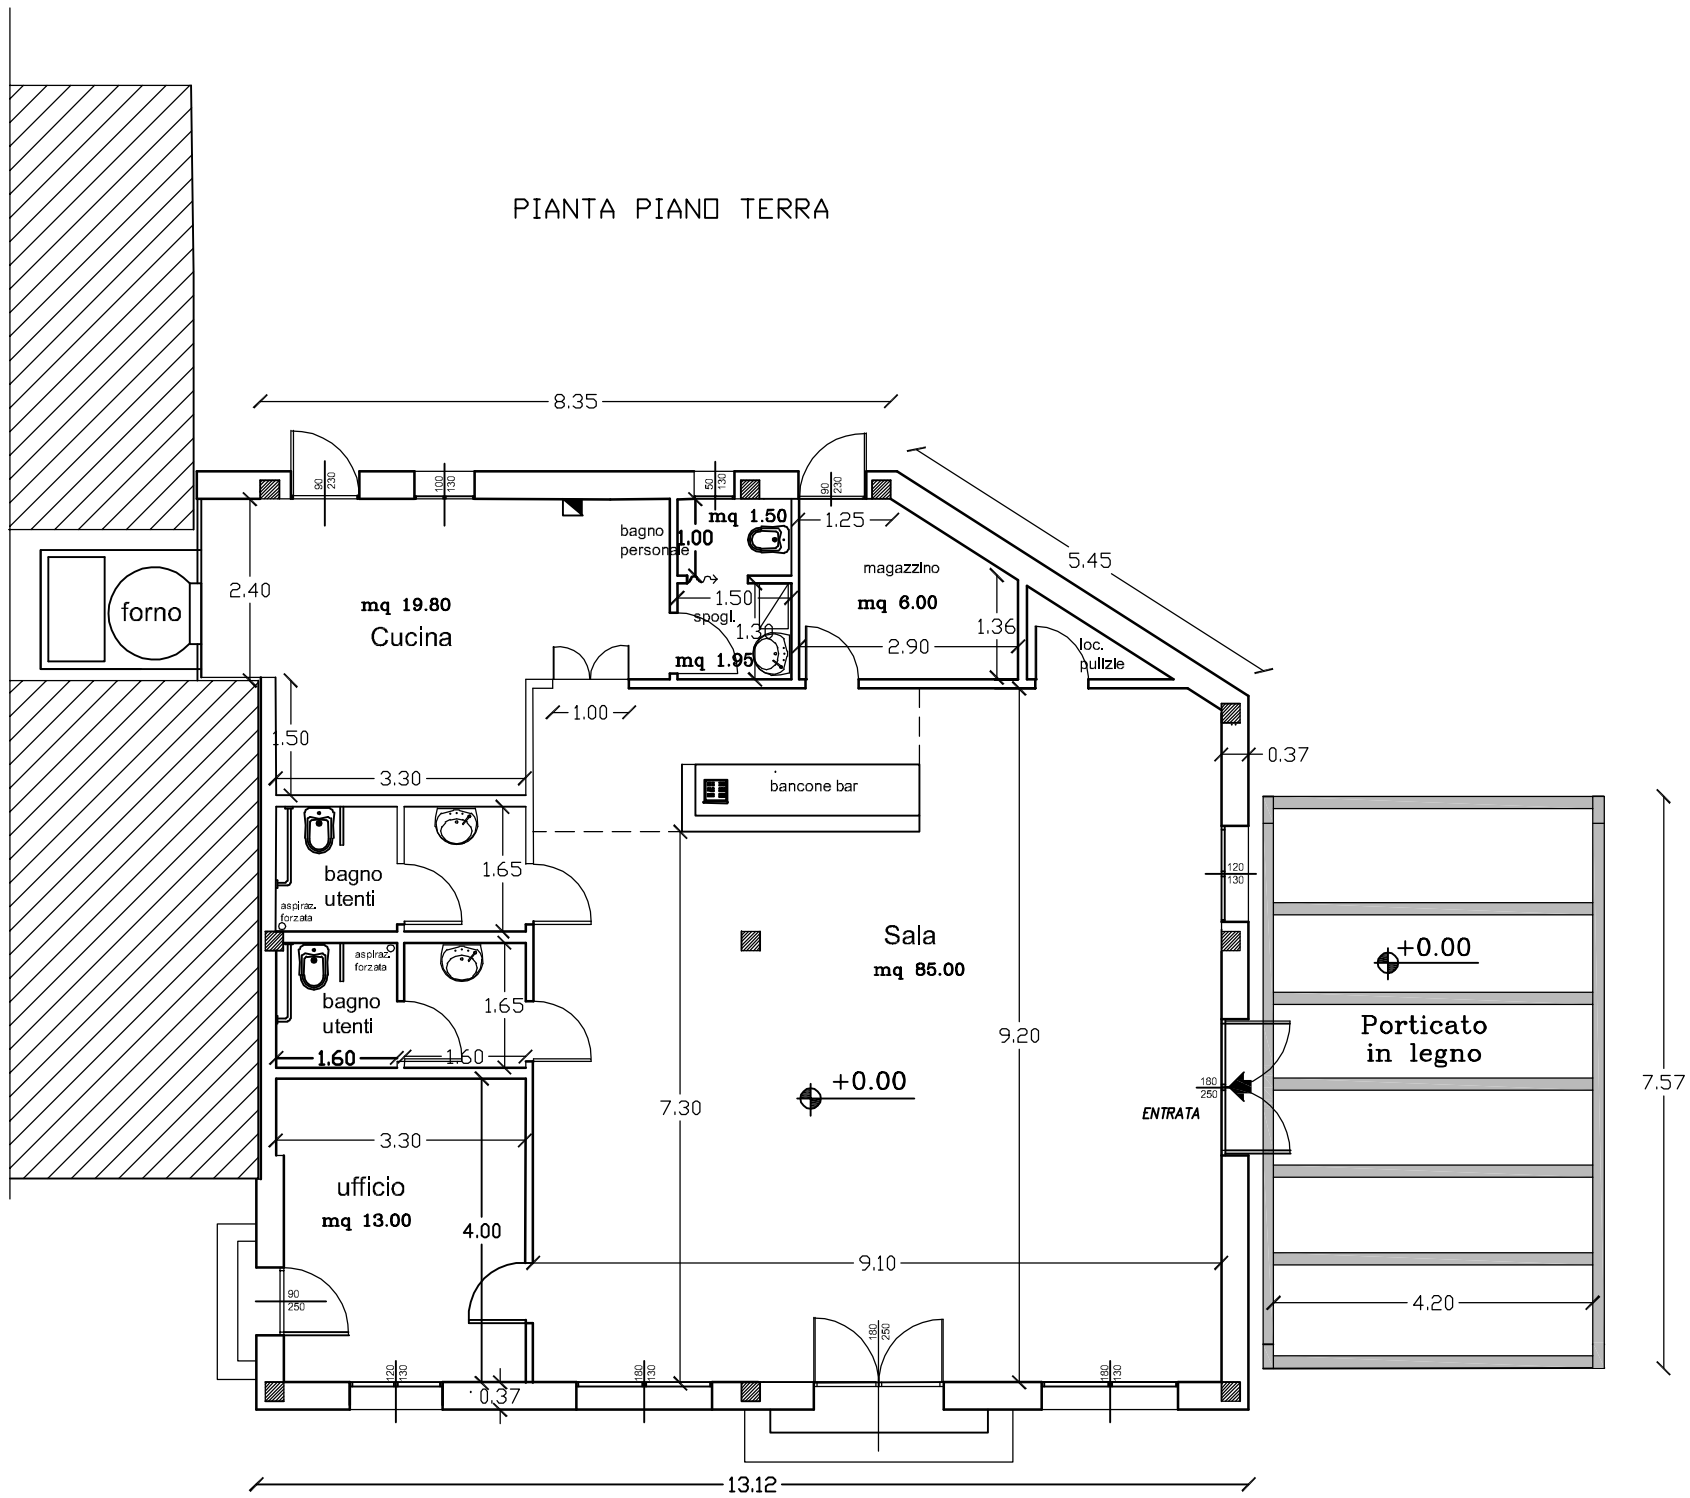 PIANTA PIANO TERRA
8.35
90
230
100
130
50
130
90
230
mq 1.50
1.25
bagno
personale
1.00
5.45
magazzino
mq 6.00
2.40
forno
mq 19.80
Cucina
1.50
spogl.
1.30
mq 1.95
1.36
2.90
loc.
pulizie
1.00
1.50
3.30
0.37
bancone bar
120
130
1.65
bagno
utenti
aspiraz.
forzata
aspiraz.
forzata
bagno
utenti
1.65
1.60
1.60
Sala
mq 85.00
9.20
+0.00
+0.00
Porticato
in legno
7.57
7.30
180
250
ENTRATA
3.30
ufficio
mq 13.00
4.00
9.10
90
250
4.20
180
250
120
130
180
130
180
130
0.37
13.12